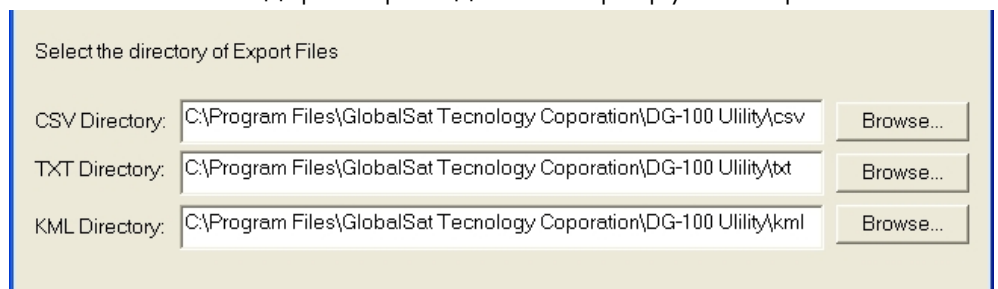 Select the directory of Export Files
CSV Directory: C:\Program Files\GlobalSat Tecnology Coporation\DG-100 Ulility\csv Browse...
TXT Directory: C:\Program Files\GlobalSat Tecnology Coporation\DG-100 Ulility\txt Browse...
KML Directory: C:\Program Files\GlobalSat Tecnology Coporation\DG-100 Ulility\kml Browse...